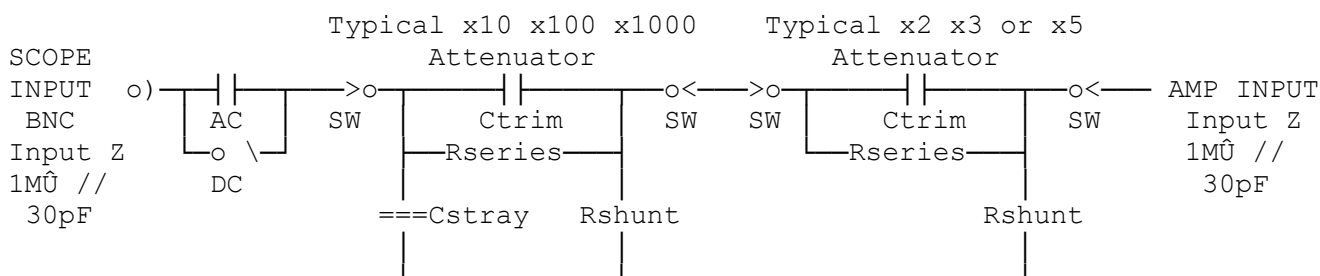 Typical x10 x100 x1000 Typical x2 x3 or x5
SCOPE Attenuator Attenuator
INPUT o) >o o< >o o< AMP INPUT
BNC AC SW Ctrim SW SW Ctrim SW Input Z
Input Z o \ Rseries Rseries 1MÛ //
1MÛ // DC 30pF
30pF ===Cstray Rshunt Rshunt